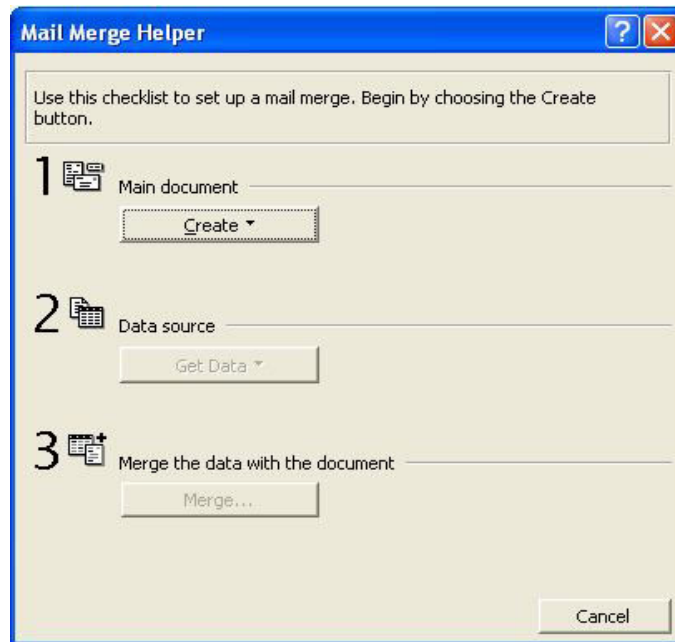 Mail Merge Helper
Use this checklist to set up a mail merge. Begin by choosing the Create
button.
1 Main document
Create
2 Data source
Get Data
3 Merge the data with the document
Merge...
Cancel